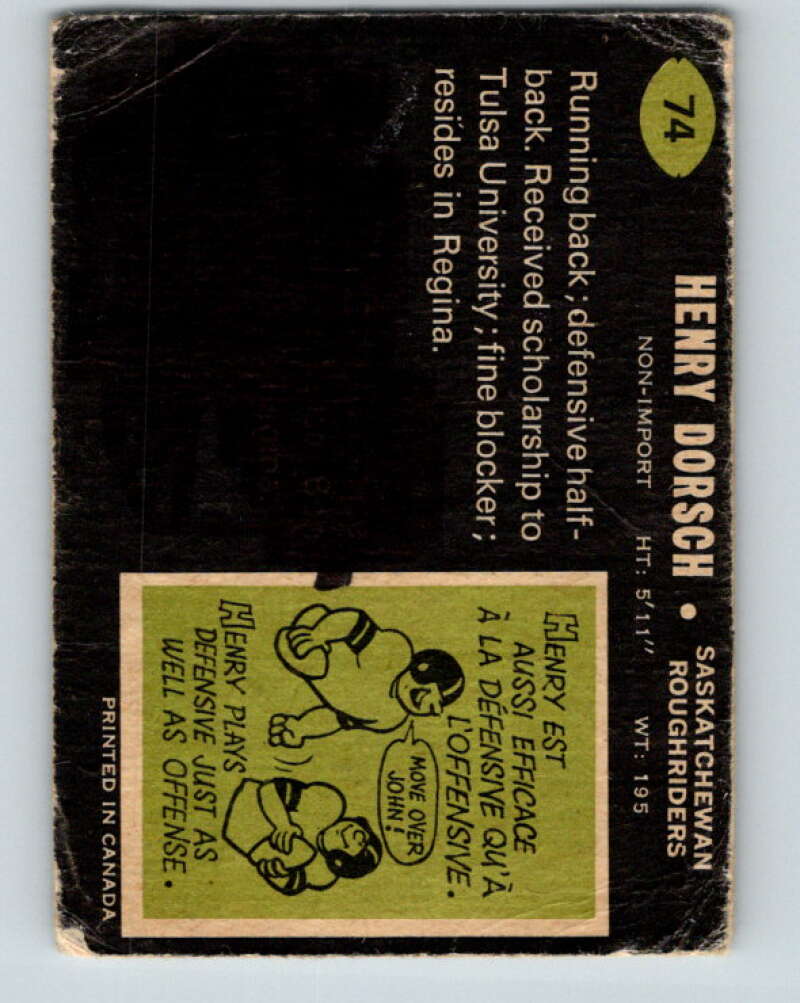 74
HENRY DORSCH • SASKATCHEWAN
ROUGHRIDERS
NON-IMPORT HT: 5'11" WT: 195
Running back; defensive half-
back. Received scholarship to
Tulsa University; fine blocker;
resides in Regina.
HENRY EST
AUSSI EFFICACE
À LA DÉFENSIVE QU'À
L'OFFENSIVE.
MOVE OVER
JOHN!
HENRY PLAYS
DEFENSIVE JUST AS
WELL AS OFFENSE.
PRINTED IN CANADA